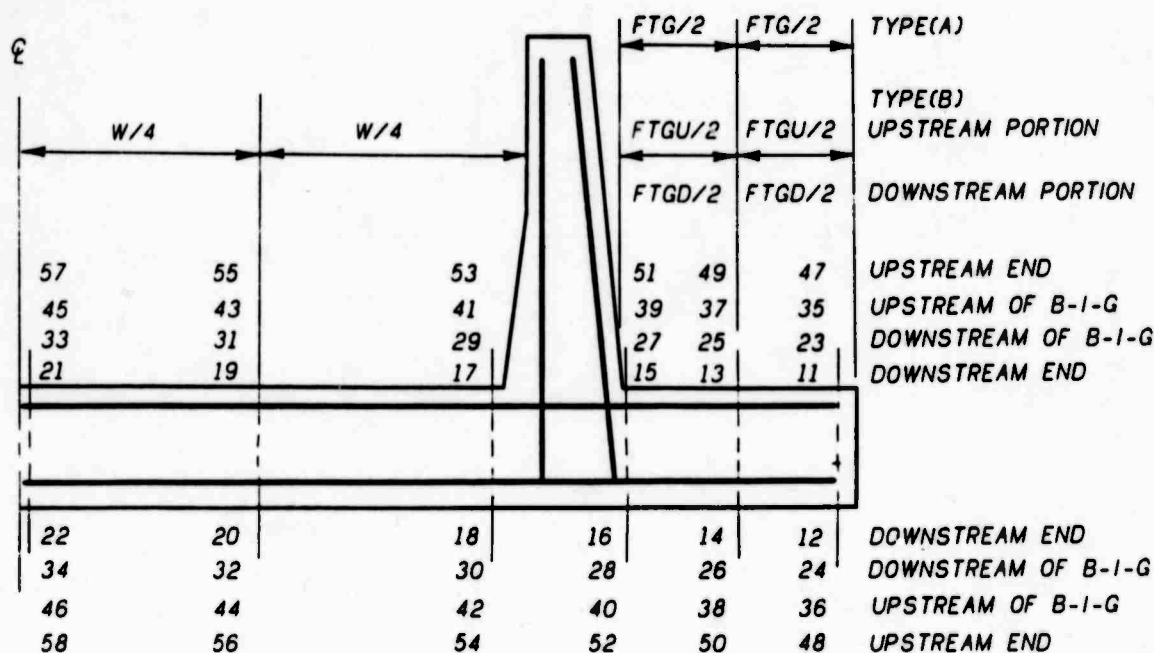 FTG/2 FTG/2 TYPE(A)
℄
TYPE(B)
W/4 W/4 FTGU/2 FTGU/2 UPSTREAM PORTION
FTGD/2 FTGD/2 DOWNSTREAM PORTION
57 55 53 51 49 47 UPSTREAM END
45 43 41 39 37 35 UPSTREAM OF B-I-G
33 31 29 27 25 23 DOWNSTREAM OF B-I-G
21 19 17 15 13 11 DOWNSTREAM END
22 20 18 16 14 12 DOWNSTREAM END
34 32 30 28 26 24 DOWNSTREAM OF B-I-G
46 44 42 40 38 36 UPSTREAM OF B-I-G
58 56 54 52 50 48 UPSTREAM END